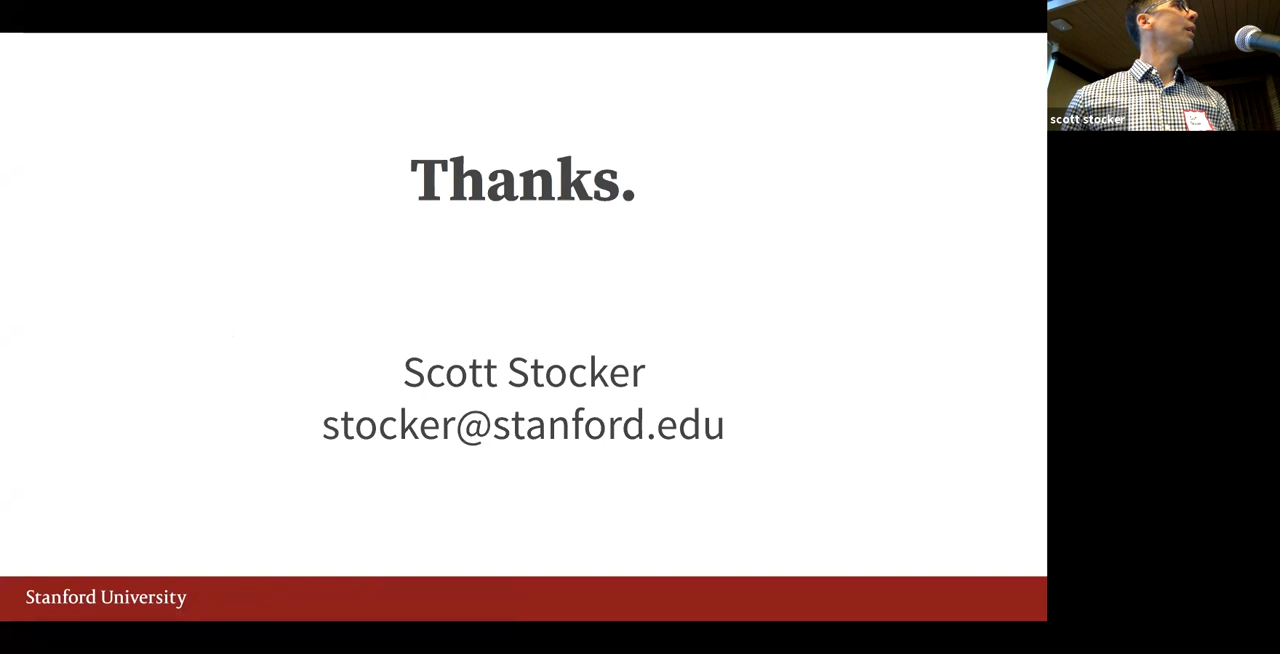 Thanks.
Scott Stocker
stocker@stanford.edu
Stanford University
scott stocker